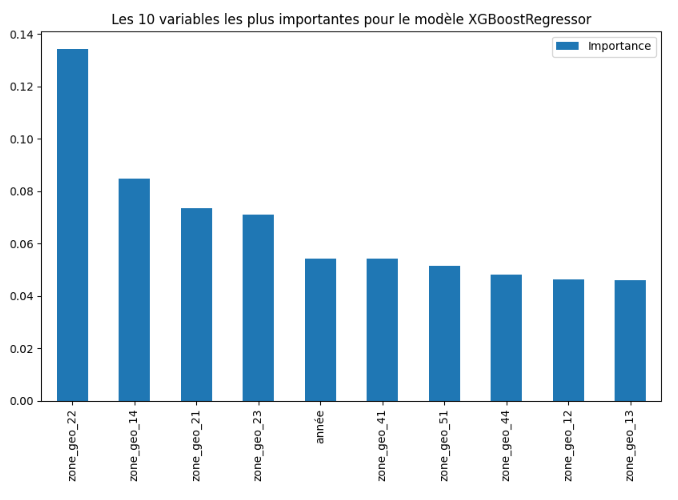 Les 10 variables les plus importantes pour le modèle XGBoostRegressor
Importance
0.14
0.12
0.10
0.08
0.06
0.04
0.02
0.00
zone_geo_22
zone_geo_14
zone_geo_21
zone_geo_23
année
zone_geo_41
zone_geo_51
zone_geo_44
zone_geo_12
zone_geo_13